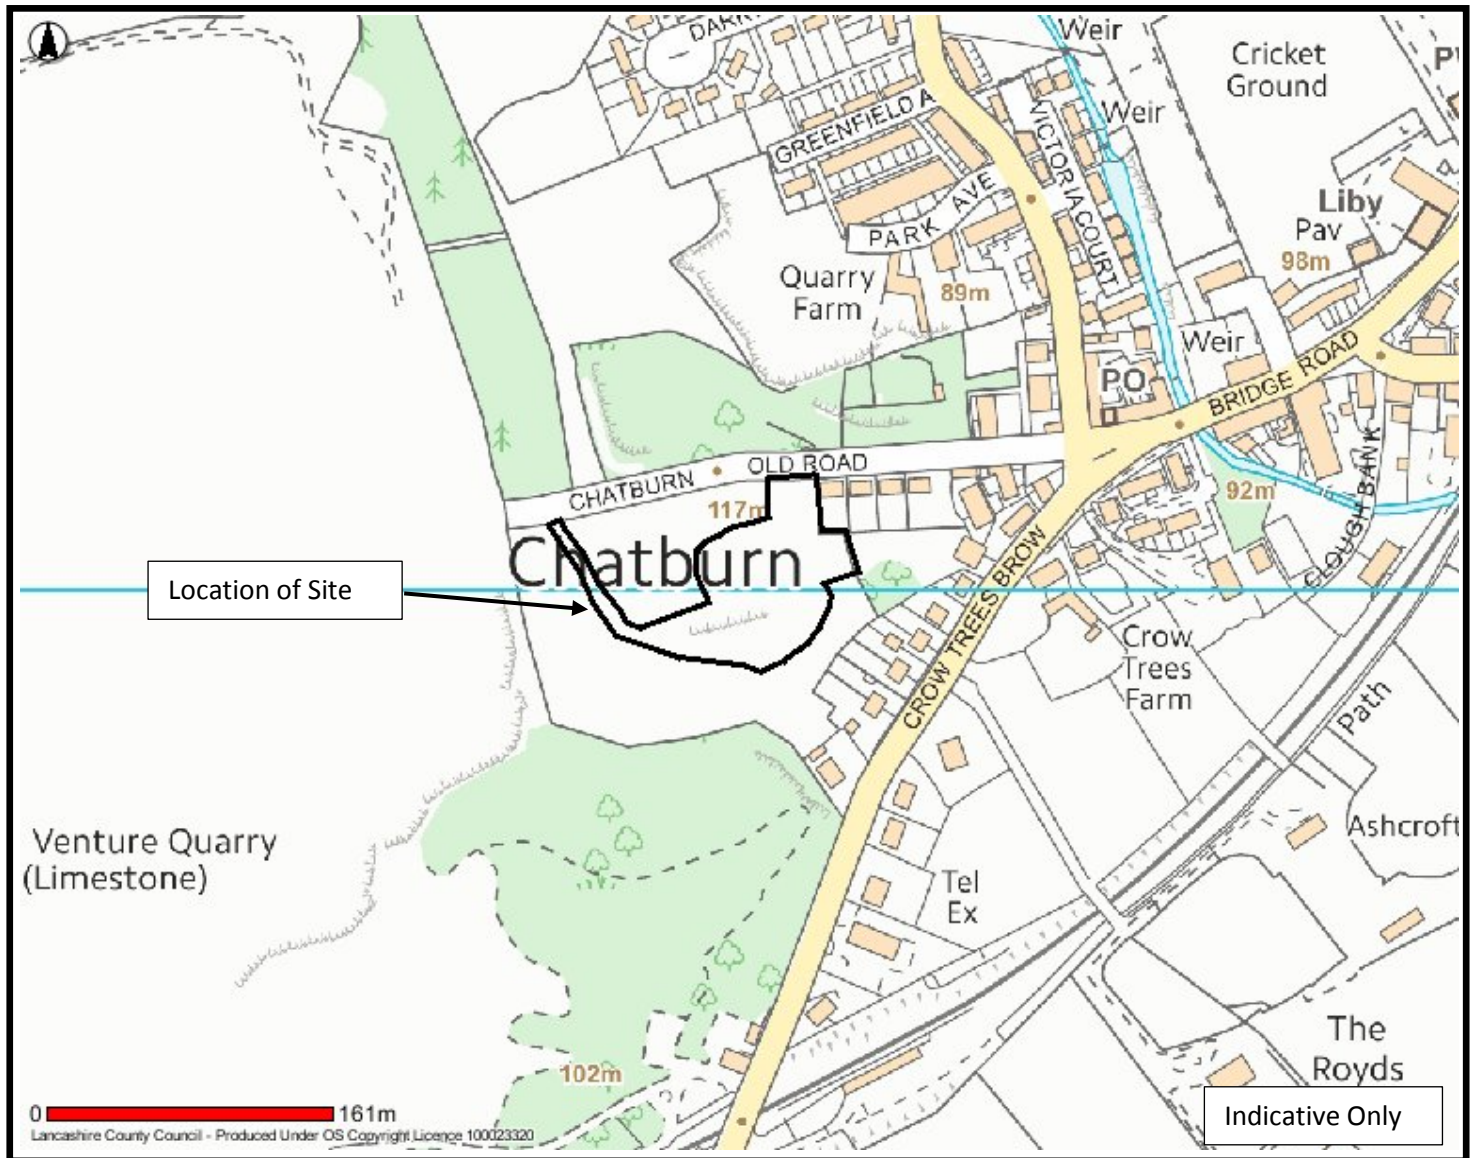 DARK
Weir
Cricket
Ground
Weir
GREENFIELD A
VICTORIA COURT
PARK AVE
Liby
Pav
98m
Quarry
Farm
89m
Weir
PO
BRIDGE ROAD
CHATBURN OLD ROAD
117m
92m
CLOUGH BANK
Chatburn
Location of Site
CROW TREES BROW
Crow
Trees
Farm
Path
Venture Quarry
(Limestone)
Ashcroft
Tel
Ex
The
Royds
102m
0 161m
Lancashire County Council - Produced Under OS Copyright Licence 100023320
Indicative Only